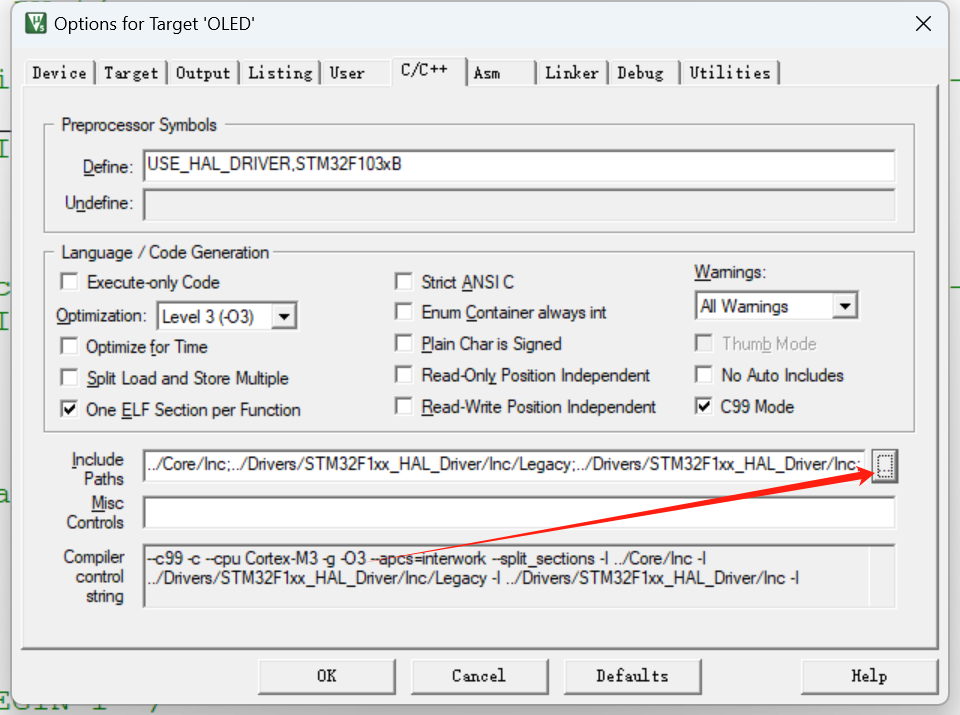 Options for Target 'OLED'
Device Target Output Listing User C/C++ Asm Linker Debug Utilities
Preprocessor Symbols
Define: USE_HAL_DRIVER,STM32F103xB
Undefine:
Language / Code Generation
Execute-only Code
Strict ANSI C
Warnings:
Optimization: Level 3 (-O3)
Enum Container always int
All Warnings
Optimize for Time
Plain Char is Signed
Thumb Mode
Split Load and Store Multiple
Read-Only Position Independent
No Auto Includes
One ELF Section per Function
Read-Write Position Independent
C99 Mode
Include Paths
../Core/Inc;../Drivers/STM32F1xx_HAL_Driver/Inc/Legacy;../Drivers/STM32F1xx_HAL_Driver/Inc;
...
Misc Controls
Compiler control string
--c99 -c --cpu Cortex-M3 -g -O3 --apcs=interwork --split_sections -I ../Core/Inc -I
../Drivers/STM32F1xx_HAL_Driver/Inc/Legacy -I ../Drivers/STM32F1xx_HAL_Driver/Inc -I
OK Cancel Defaults Help